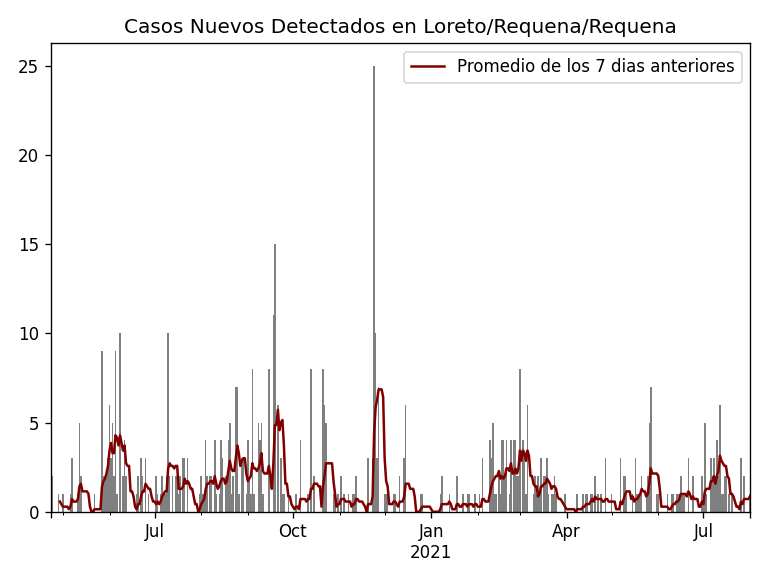 Casos Nuevos Detectados en Loreto/Requena/Requena
Promedio de los 7 dias anteriores
25
20
15
10
5
0
Jul
Oct
Jan
2021
Apr
Jul